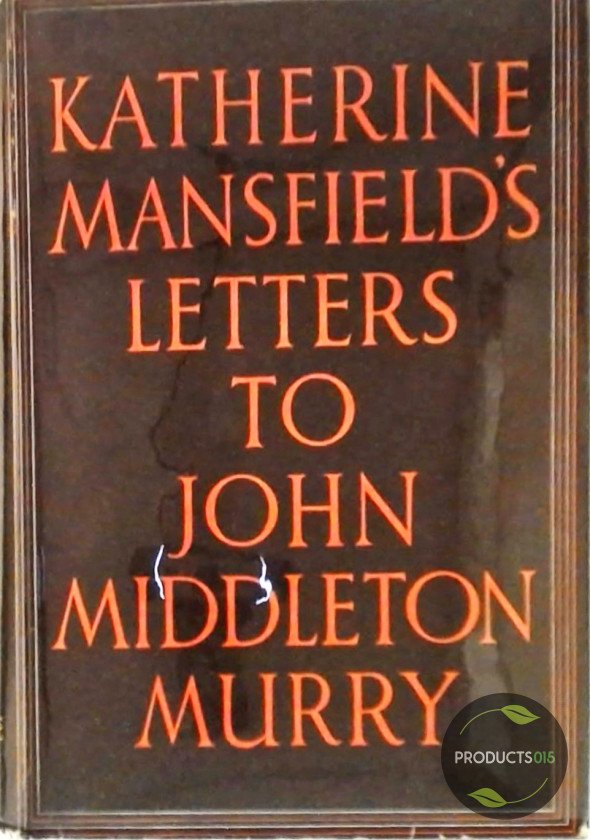 KATHERINE
MANSFIELD'S
LETTERS
TO
JOHN
MIDDLETON
MURRY
PRODUCTS015